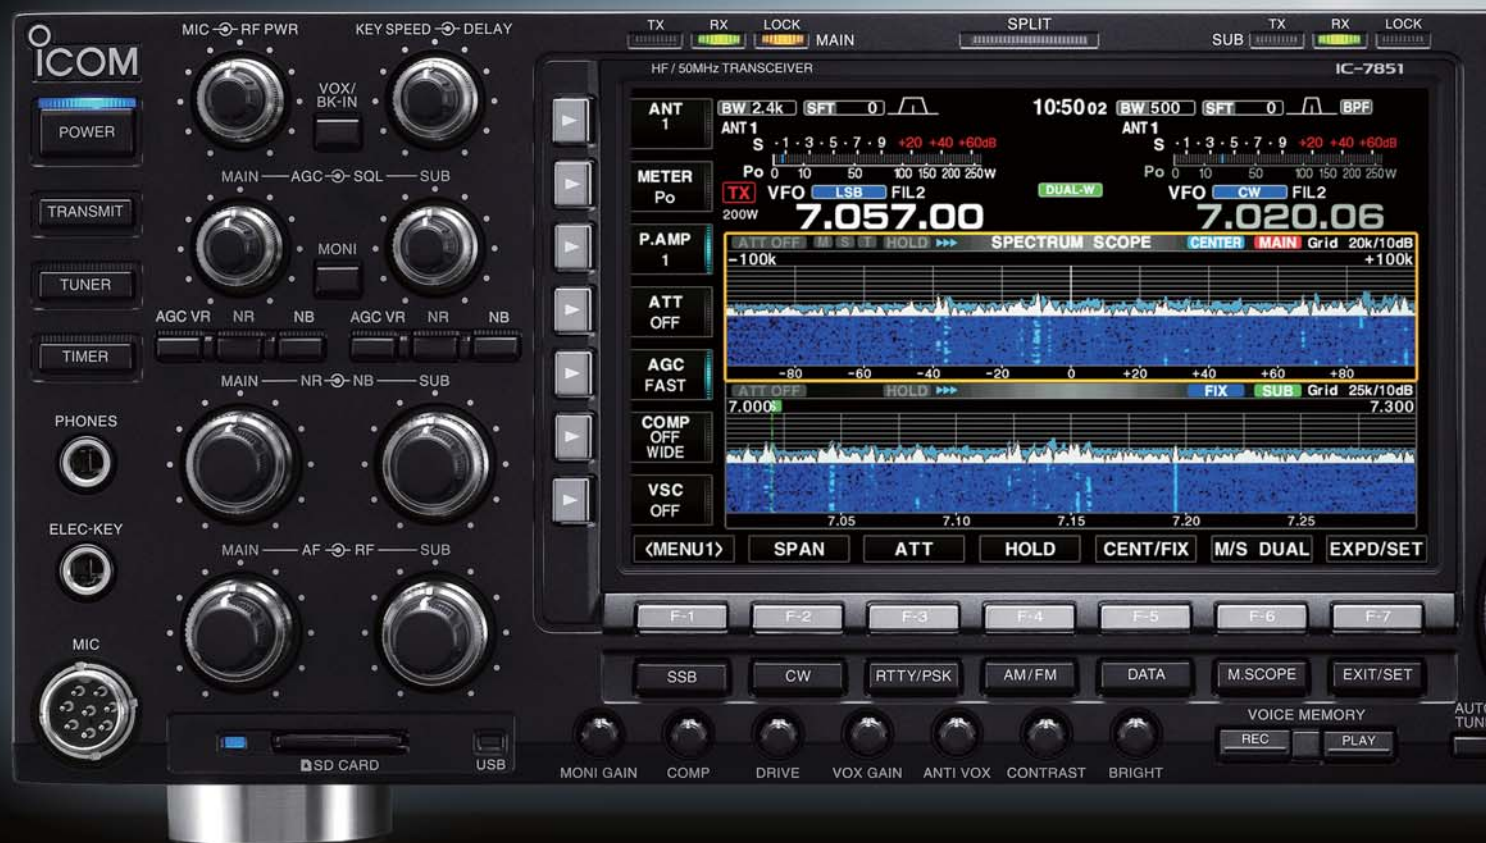 ICOM
MIC RF PWR
KEY SPEED DELAY
VOX/
BK-IN
POWER
MAIN AGC SQL SUB
TRANSMIT
MONI
TUNER
AGC VR NR NB
AGC VR NR NB
TIMER
MAIN NR NB SUB
PHONES
ELEC-KEY
MAIN AF RF SUB
MIC
SD CARD
USB
TX RX LOCK
MAIN
SPLIT
TX RX LOCK
SUB
HF / 50MHz TRANSCEIVER
IC-7851
ANT
1
METER
Po
P.AMP
1
ATT
OFF
AGC
FAST
COMP
OFF
WIDE
VSC
OFF
BW 2.4k SFT 0
10:50 02
BW 500 SFT 0 BPF
ANT 1
S ·1·3·5·7·9 +20 +40 +60dB
Po 0 10 50 100 150 200 250W
TX VFO LSB FIL2
200W
7.057.00
DUAL-W
ANT 1
S ·1·3·5·7·9 +20 +40 +60dB
Po 0 10 50 100 150 200 250W
VFO CW FIL2
7.020.06
ATT OFF M S T HOLD SPECTRUM SCOPE CENTER MAIN Grid 20k/10dB
-100k +100k
-80 -60 -40 -20 0 +20 +40 +60 +80
ATT OFF HOLD FIX SUB Grid 25k/10dB
7.000 7.300
7.05 7.10 7.15 7.20 7.25
<MENU1> SPAN ATT HOLD CENT/FIX M/S DUAL EXPD/SET
F-1 F-2 F-3 F-4 F-5 F-6 F-7
SSB CW RTTY/PSK AM/FM DATA M.SCOPE EXIT/SET
VOICE MEMORY
REC PLAY
MONI GAIN COMP DRIVE VOX GAIN ANTI VOX CONTRAST BRIGHT